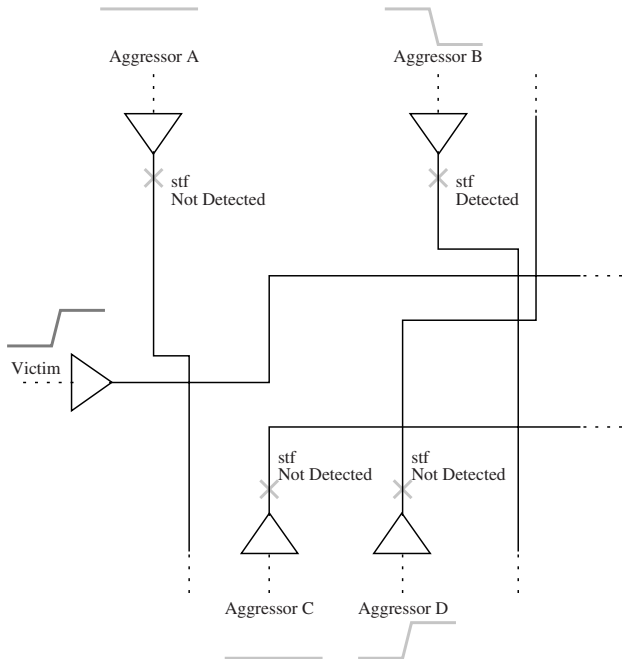 Aggressor A
Aggressor B
stf
Not Detected
stf
Detected
Victim
stf
Not Detected
stf
Not Detected
Aggressor C
Aggressor D